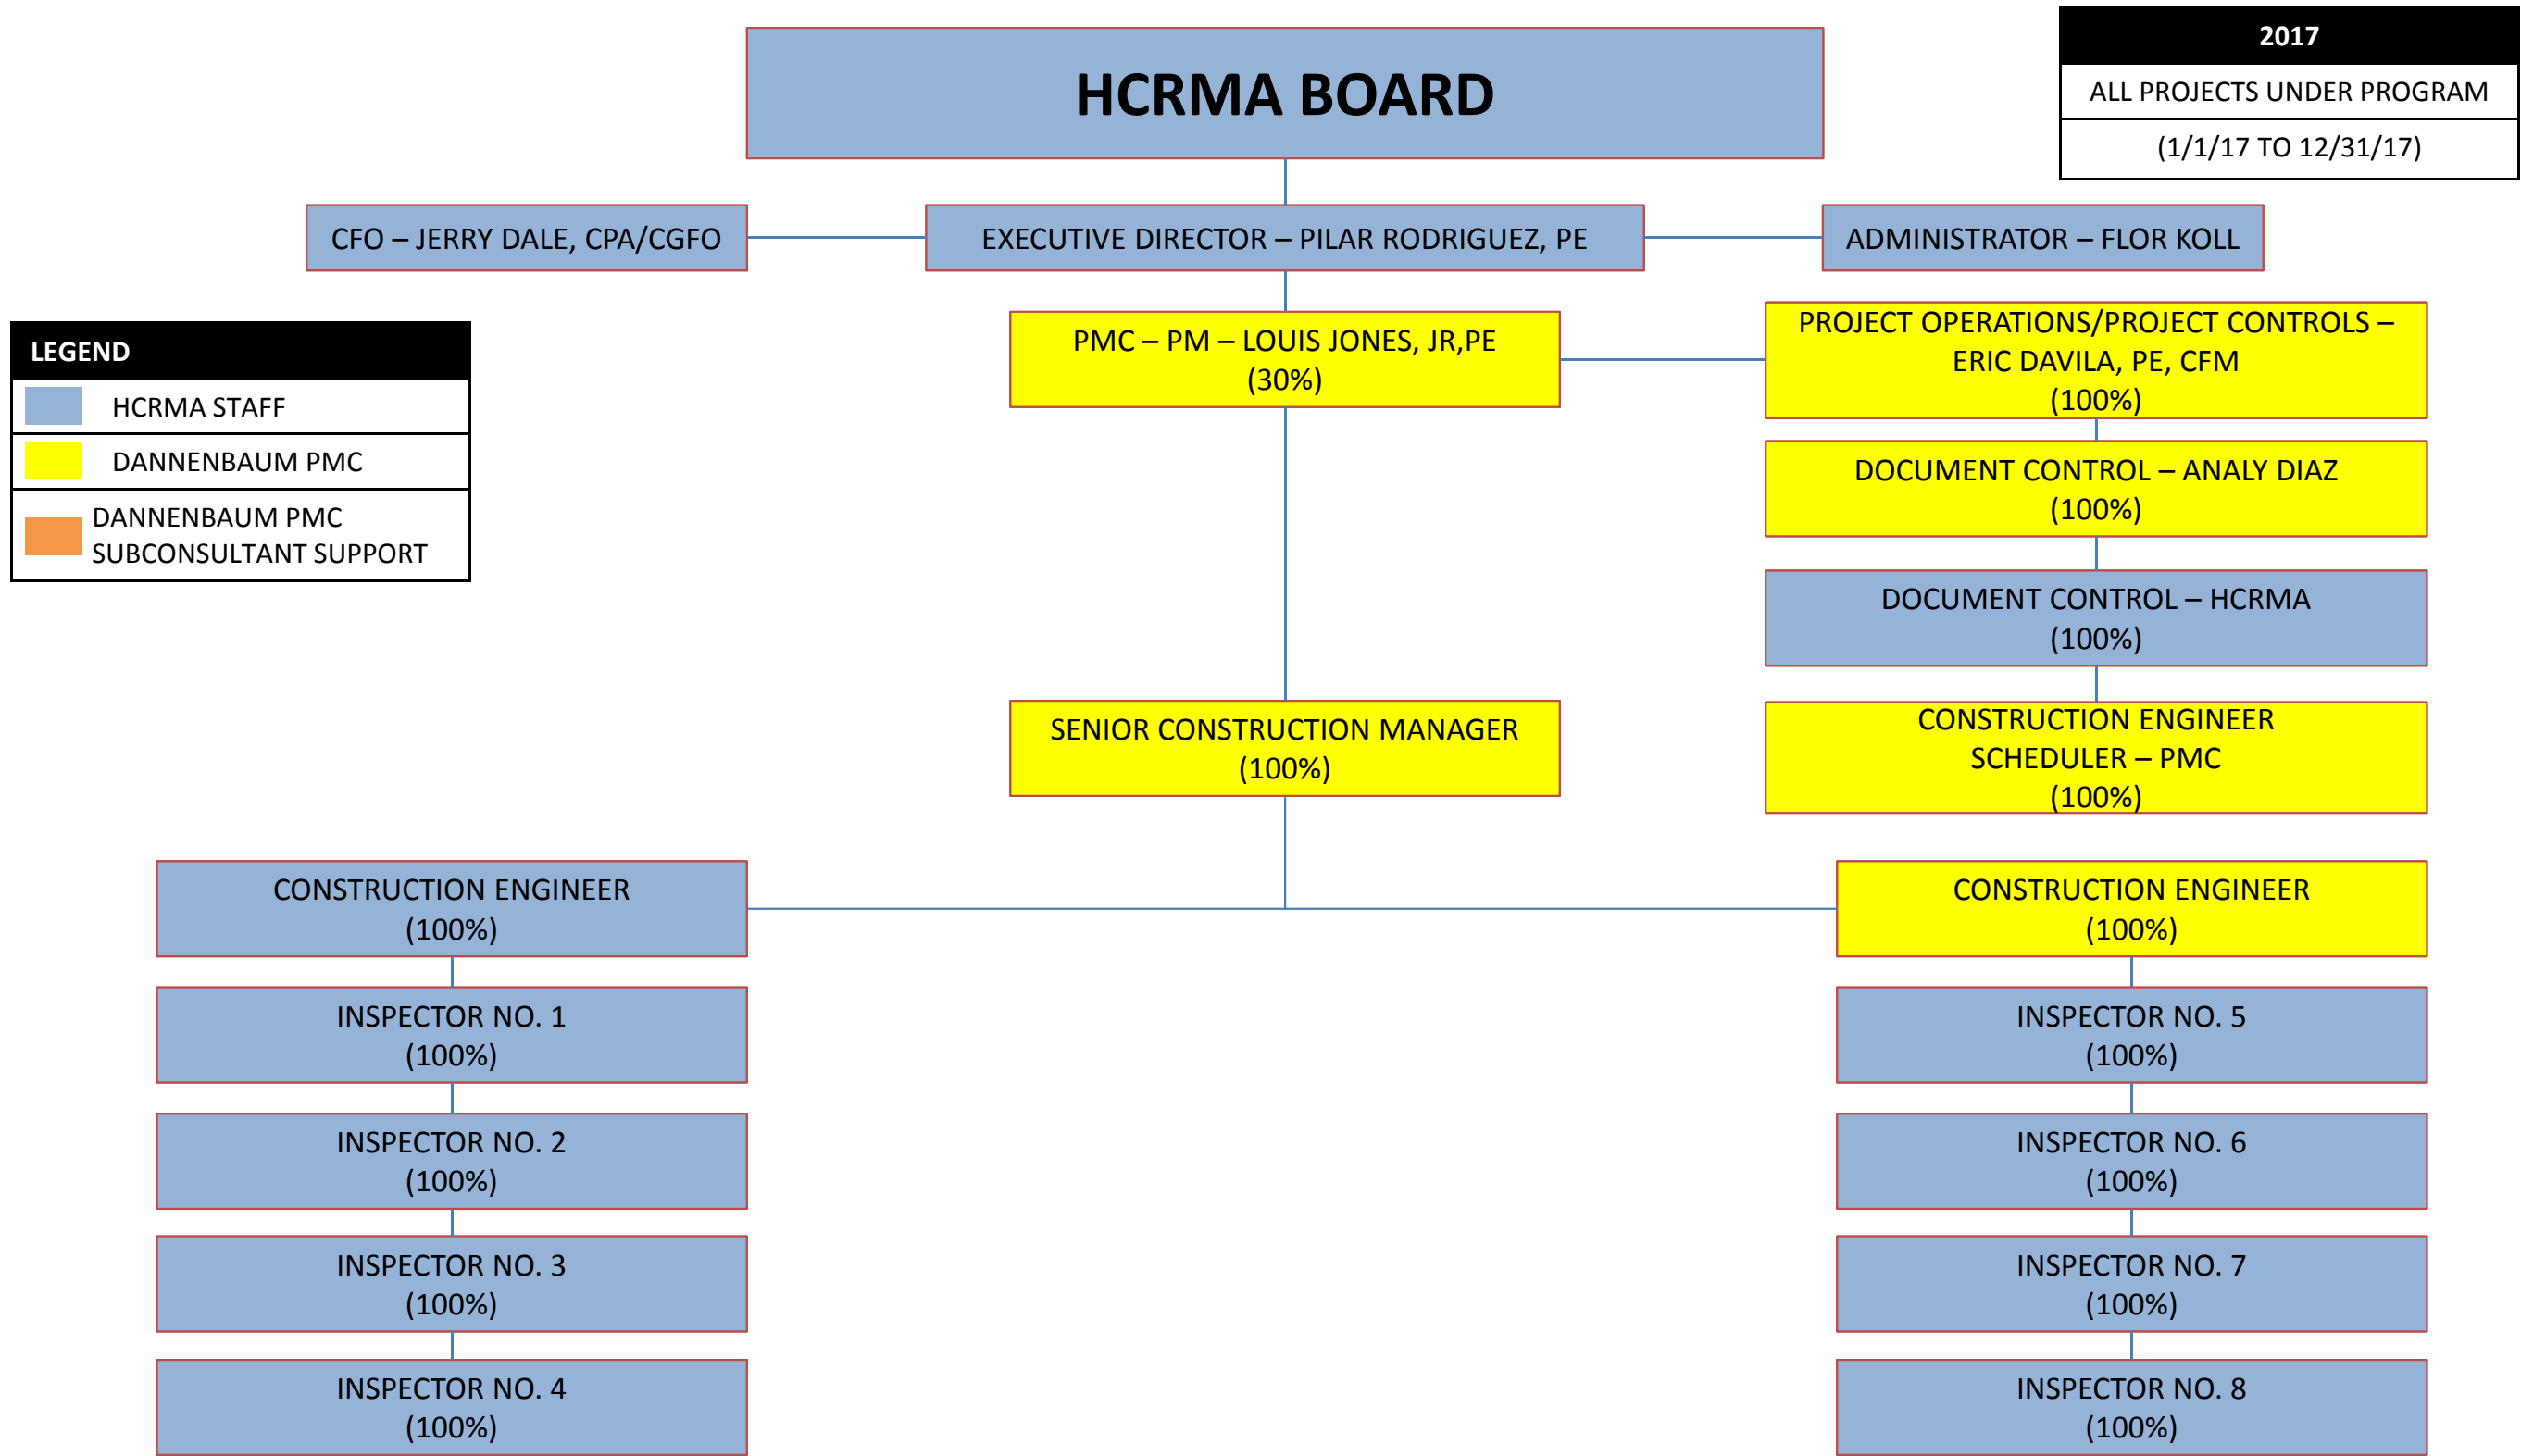 HCRMA BOARD
2017
ALL PROJECTS UNDER PROGRAM
(1/1/17 TO 12/31/17)
CFO – JERRY DALE, CPA/CGFO
EXECUTIVE DIRECTOR – PILAR RODRIGUEZ, PE
ADMINISTRATOR – FLOR KOLL
LEGEND
HCRMA STAFF
DANNENBAUM PMC
DANNENBAUM PMC
SUBCONSULTANT SUPPORT
PMC – PM – LOUIS JONES, JR,PE
(30%)
PROJECT OPERATIONS/PROJECT CONTROLS –
ERIC DAVILA, PE, CFM
(100%)
DOCUMENT CONTROL – ANALY DIAZ
(100%)
DOCUMENT CONTROL – HCRMA
(100%)
SENIOR CONSTRUCTION MANAGER
(100%)
CONSTRUCTION ENGINEER
SCHEDULER – PMC
(100%)
CONSTRUCTION ENGINEER
(100%)
INSPECTOR NO. 1
(100%)
INSPECTOR NO. 2
(100%)
INSPECTOR NO. 3
(100%)
INSPECTOR NO. 4
(100%)
CONSTRUCTION ENGINEER
(100%)
INSPECTOR NO. 5
(100%)
INSPECTOR NO. 6
(100%)
INSPECTOR NO. 7
(100%)
INSPECTOR NO. 8
(100%)